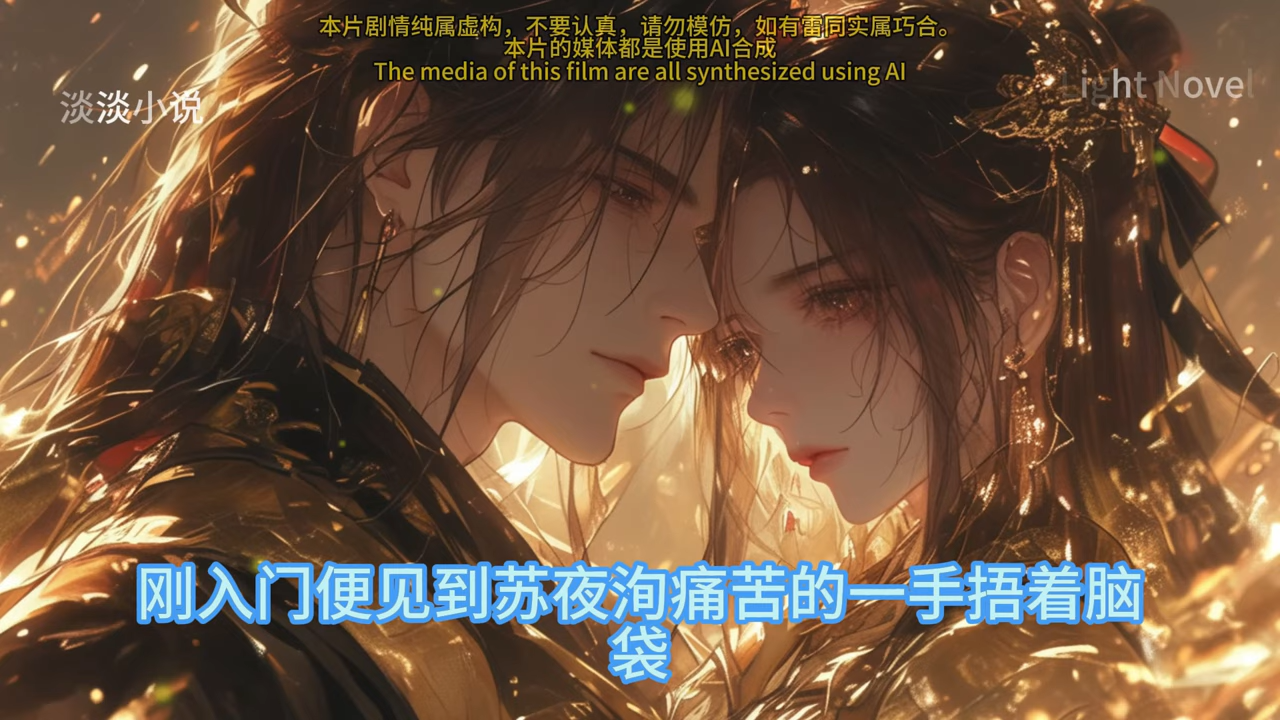 本片剧情纯属虚构，不要认真，请勿模仿，如有雷同实属巧合。
本片的媒体都是使用AI合成
The media of this film are all synthesized using AI
淡淡小说
Light Novel
刚入门便见到苏夜洵痛苦的一手捂着脑
袋